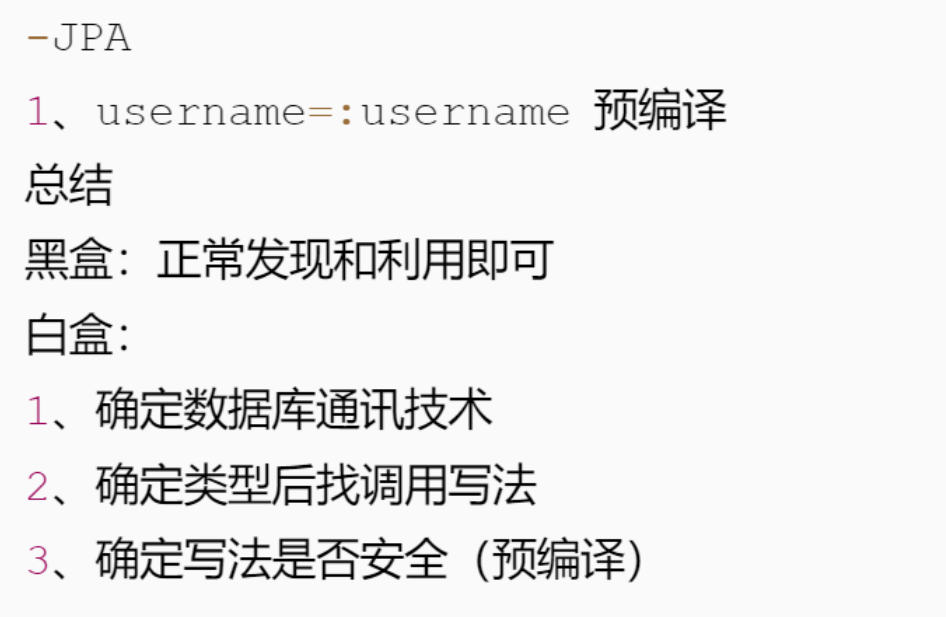 -JPA
1、username=:username 预编译
总结
黑盒：正常发现和利用即可
白盒：
1、确定数据库通讯技术
2、确定类型后找调用写法
3、确定写法是否安全（预编译）